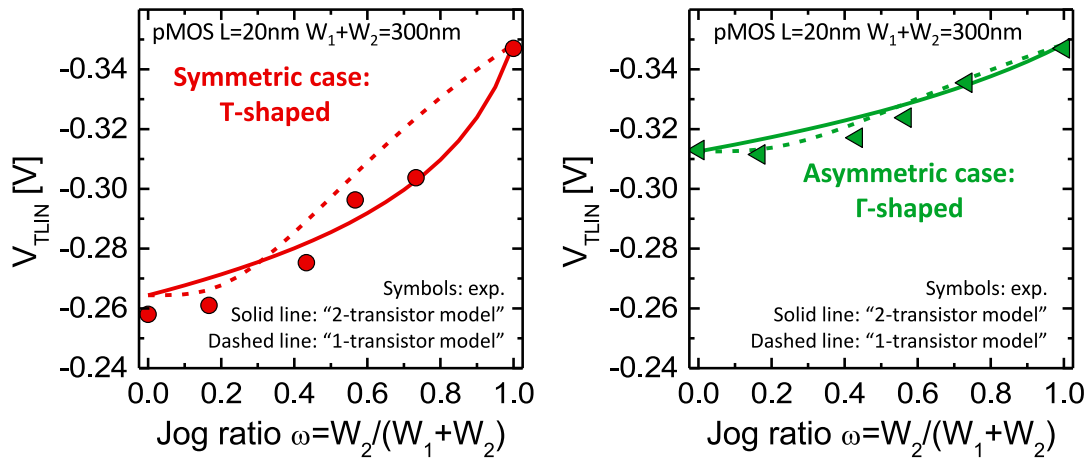 pMOS L=20nm W₁+W₂=300nm
Symmetric case:
T-shaped
Symbols: exp.
Solid line: “2-transistor model”
Dashed line: “1-transistor model”
-0.34
-0.32
-0.30
-0.28
-0.26
-0.24
V_TLIN [V]
0.0 0.2 0.4 0.6 0.8 1.0
Jog ratio ω=W₂/(W₁+W₂)
pMOS L=20nm W₁+W₂=300nm
Asymmetric case:
Γ-shaped
Symbols: exp.
Solid line: “2-transistor model”
Dashed line: “1-transistor model”
-0.34
-0.32
-0.30
-0.28
-0.26
-0.24
V_TLIN [V]
0.0 0.2 0.4 0.6 0.8 1.0
Jog ratio ω=W₂/(W₁+W₂)